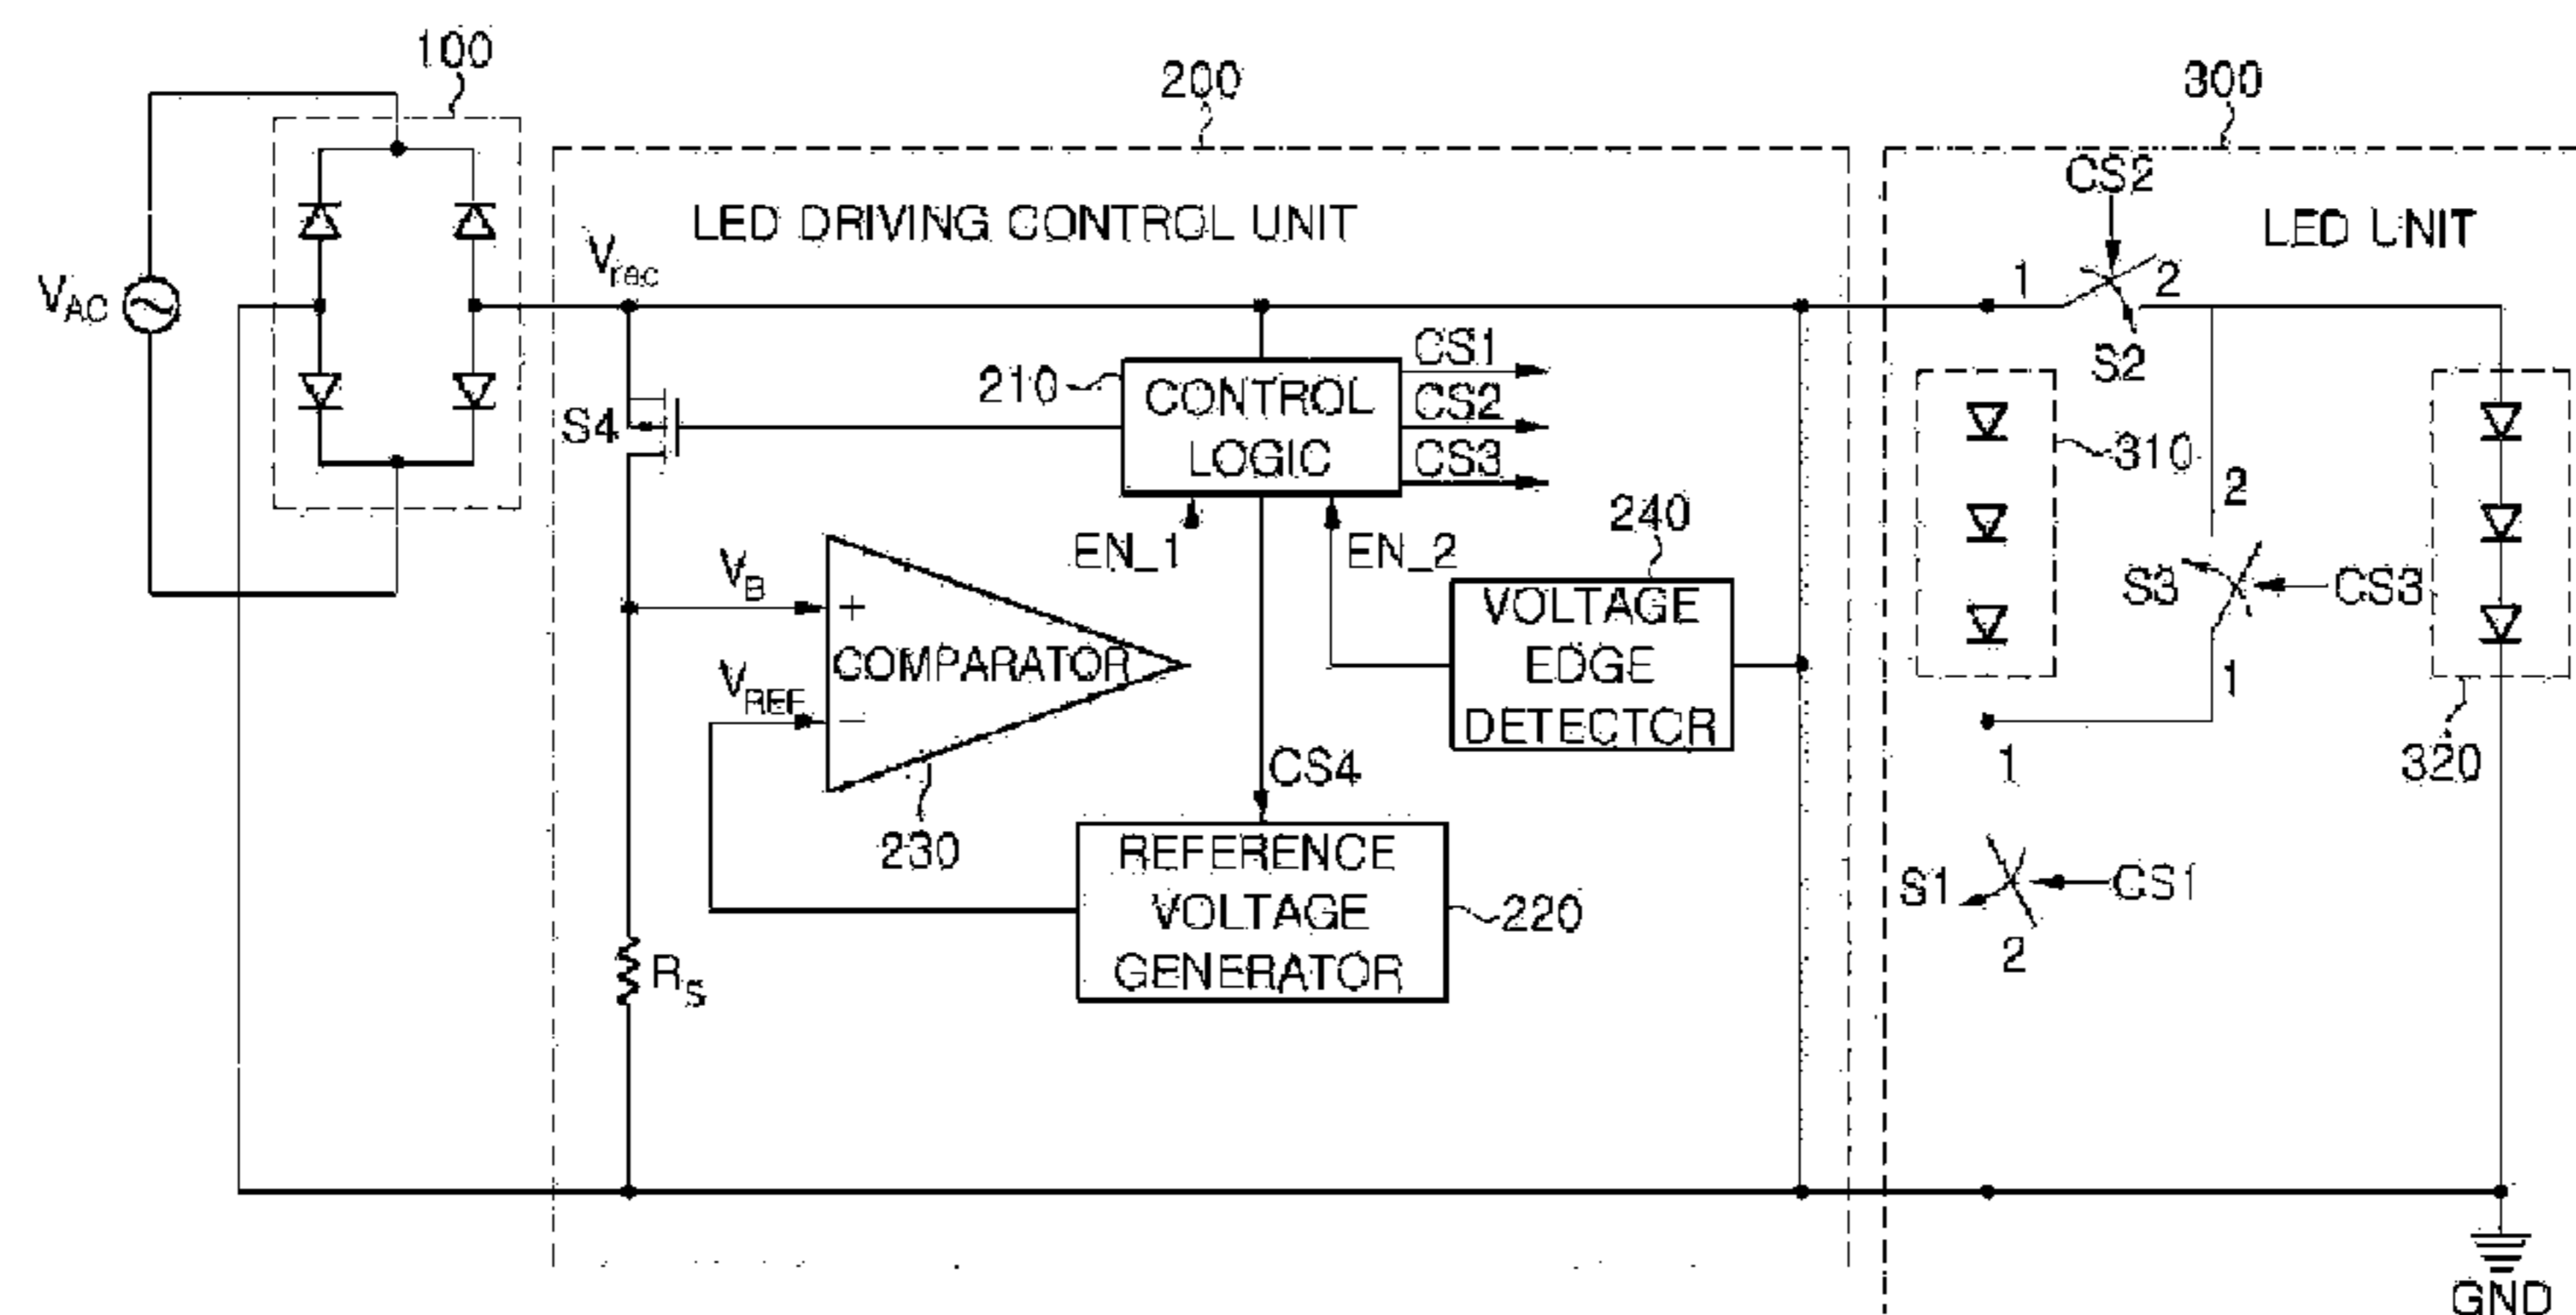 100
200
300
CS2
LED DRIVING CONTROL UNIT
LED UNIT
Vrec
VAC
1
2
S2
CS1
210
CONTROL
LOGIC
CS2
CS3
S4
310
2
EN_1
EN_2
240
VB
+
COMPARATOR
VREF
−
VOLTAGE
EDGE
DETECTOR
S3
CS3
1
1
320
CS4
230
REFERENCE
VOLTAGE
GENERATOR
220
S1
CS1
2
RS
GND